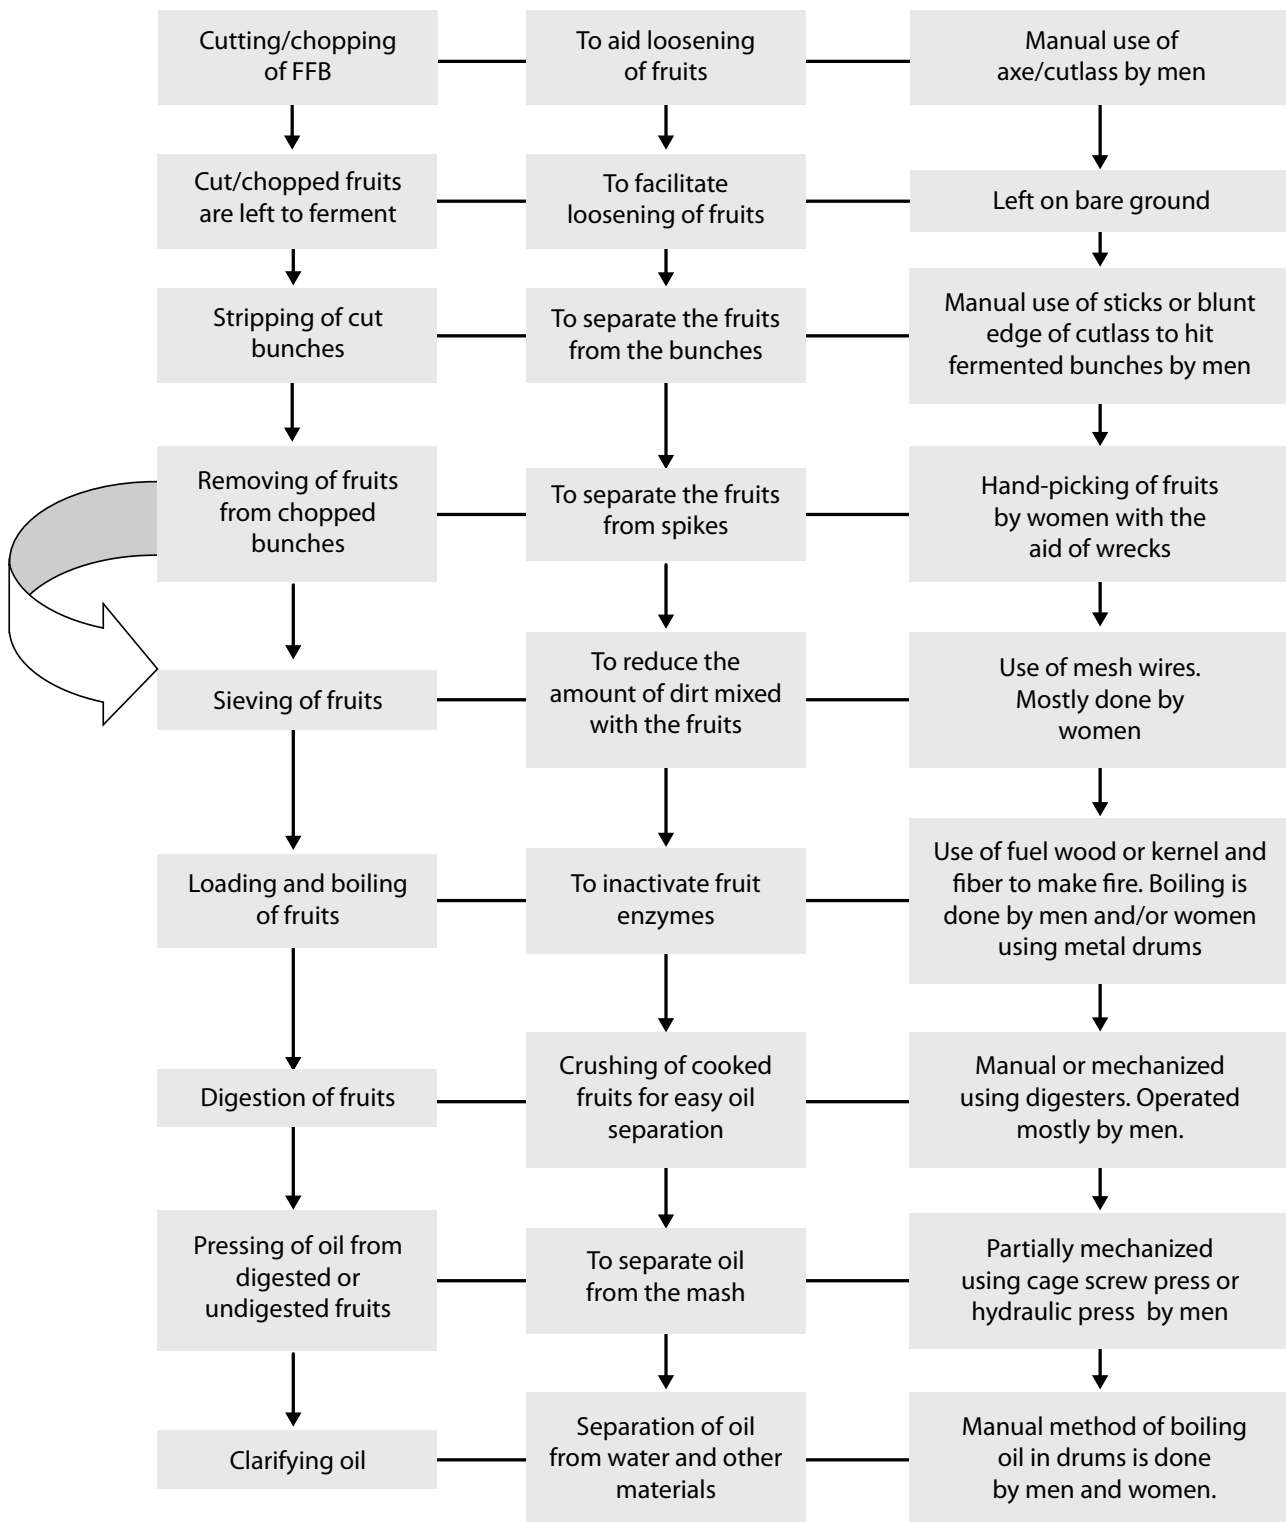 Cutting/chopping
of FFB
To aid loosening
of fruits
Manual use of
axe/cutlass by men
Cut/chopped fruits
are left to ferment
To facilitate
loosening of fruits
Left on bare ground
Stripping of cut
bunches
To separate the fruits
from the bunches
Manual use of sticks or blunt
edge of cutlass to hit
fermented bunches by men
Removing of fruits
from chopped
bunches
To separate the fruits
from spikes
Hand-picking of fruits
by women with the
aid of wrecks
Sieving of fruits
To reduce the
amount of dirt mixed
with the fruits
Use of mesh wires.
Mostly done by
women
Loading and boiling
of fruits
To inactivate fruit
enzymes
Use of fuel wood or kernel and
fiber to make fire. Boiling is
done by men and/or women
using metal drums
Digestion of fruits
Crushing of cooked
fruits for easy oil
separation
Manual or mechanized
using digesters. Operated
mostly by men.
Pressing of oil from
digested or
undigested fruits
To separate oil
from the mash
Partially mechanized
using cage screw press or
hydraulic press by men
Clarifying oil
Separation of oil
from water and other
materials
Manual method of boiling
oil in drums is done
by men and women.